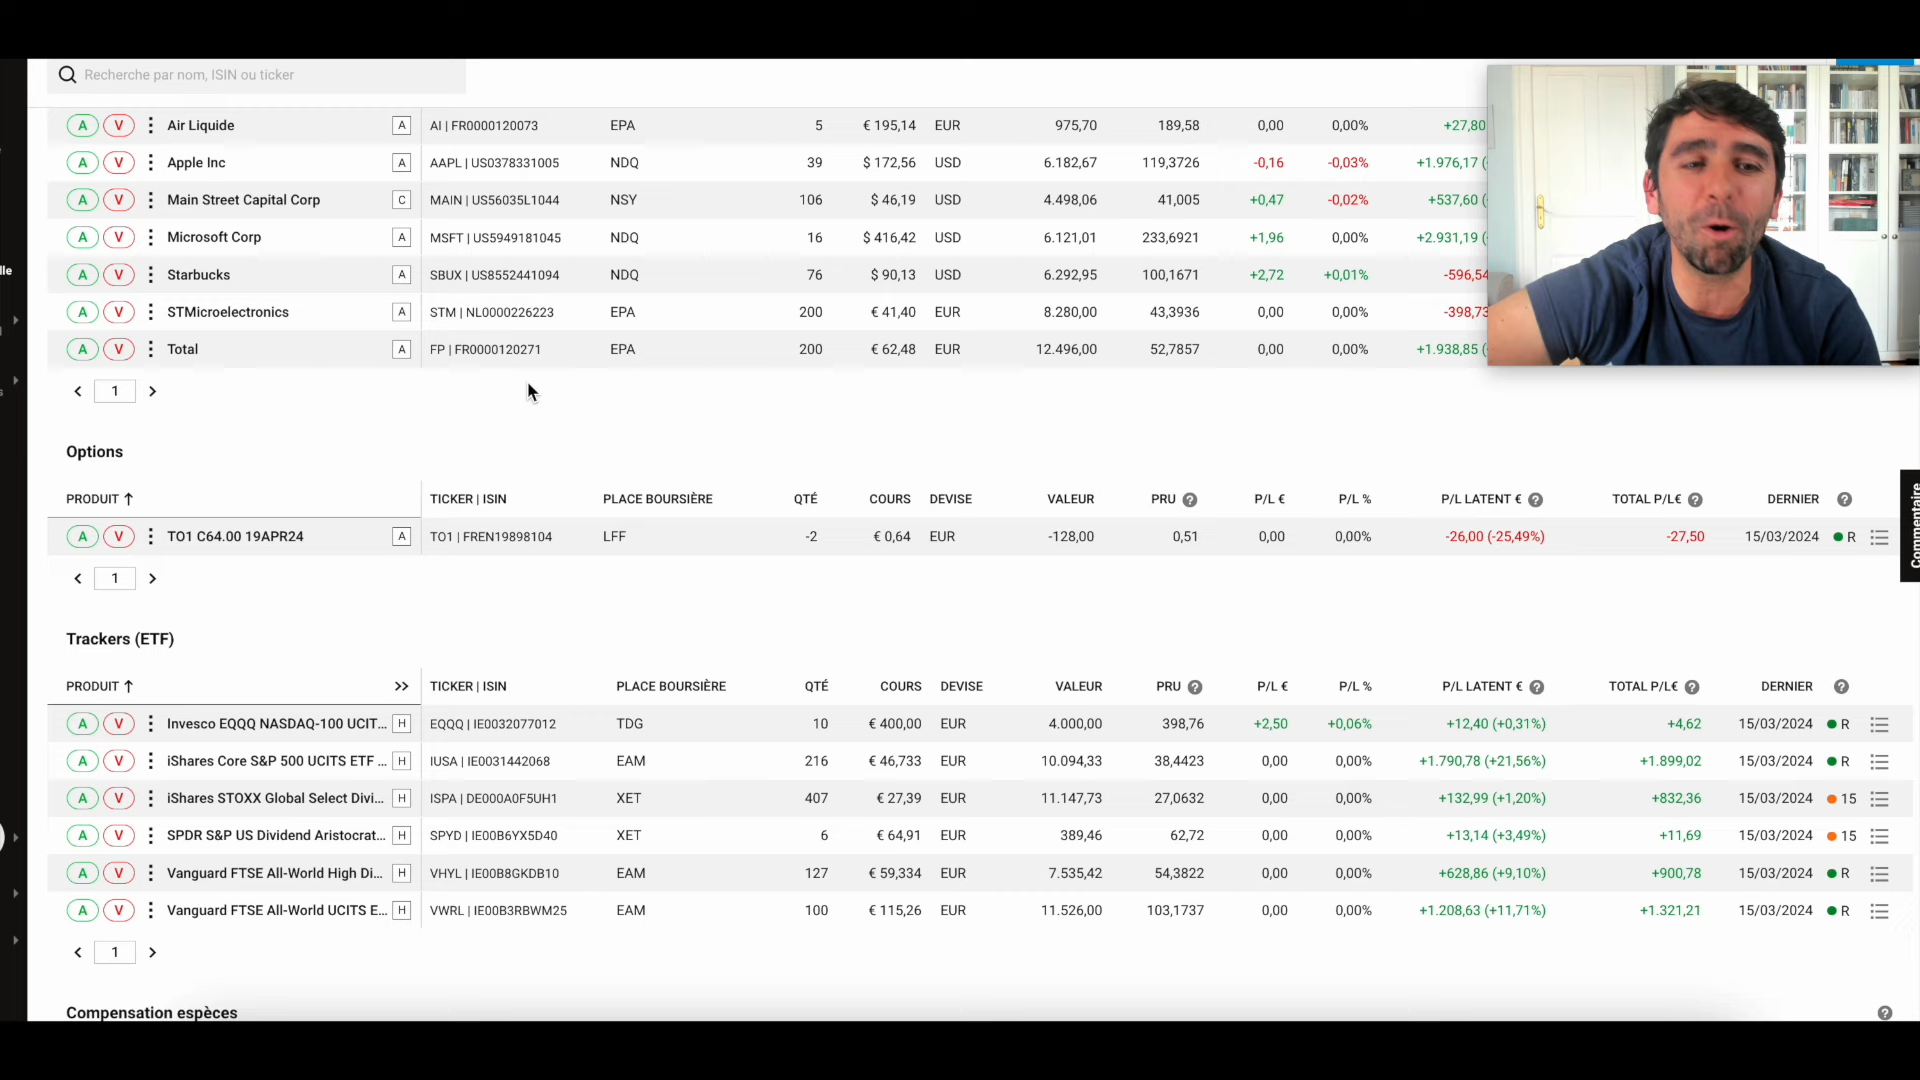 Recherche par nom, ISIN ou ticker
A V Air Liquide A AI | FR0000120073 EPA 5 € 195,14 EUR 975,70 189,58 0,00 0,00% +27,80
A V Apple Inc A AAPL | US0378331005 NDQ 39 $ 172,56 USD 6.182,67 119,3726 -0,16 -0,03% +1.976,17 (
A V Main Street Capital Corp C MAIN | US56035L1044 NSY 106 $ 46,19 USD 4.498,06 41,005 +0,47 -0,02% +537,60 (
A V Microsoft Corp A MSFT | US5949181045 NDQ 16 $ 416,42 USD 6.121,01 233,6921 +1,96 0,00% +2.931,19 (
lle
A V Starbucks A SBUX | US8552441094 NDQ 76 $ 90,13 USD 6.292,95 100,1671 +2,72 +0,01% -596,54
A V STMicroelectronics A STM | NL0000226223 EPA 200 € 41,40 EUR 8.280,00 43,3936 0,00 0,00% -398,73
A V Total A FP | FR0000120271 EPA 200 € 62,48 EUR 12.496,00 52,7857 0,00 0,00% +1.938,85 (
s
< 1 >
Options
PRODUIT ↑ TICKER | ISIN PLACE BOURSIÈRE QTÉ COURS DEVISE VALEUR PRU ? P/L € P/L % P/L LATENT € ? TOTAL P/L€ ? DERNIER ?
A V TO1 C64.00 19APR24 A TO1 | FREN19898104 LFF -2 € 0,64 EUR -128,00 0,51 0,00 0,00% -26,00 (-25,49%) -27,50 15/03/2024 R
Commentaire
< 1 >
Trackers (ETF)
PRODUIT ↑ >> TICKER | ISIN PLACE BOURSIÈRE QTÉ COURS DEVISE VALEUR PRU ? P/L € P/L % P/L LATENT € ? TOTAL P/L€ ? DERNIER ?
A V Invesco EQQQ NASDAQ-100 UCIT... H EQQQ | IE0032077012 TDG 10 € 400,00 EUR 4.000,00 398,76 +2,50 +0,06% +12,40 (+0,31%) +4,62 15/03/2024 R
A V iShares Core S&P 500 UCITS ETF ... H IUSA | IE0031442068 EAM 216 € 46,733 EUR 10.094,33 38,4423 0,00 0,00% +1.790,78 (+21,56%) +1.899,02 15/03/2024 R
A V iShares STOXX Global Select Divi... H ISPA | DE000A0F5UH1 XET 407 € 27,39 EUR 11.147,73 27,0632 0,00 0,00% +132,99 (+1,20%) +832,36 15/03/2024 15
A V SPDR S&P US Dividend Aristocrat... H SPYD | IE00B6YX5D40 XET 6 € 64,91 EUR 389,46 62,72 0,00 0,00% +13,14 (+3,49%) +11,69 15/03/2024 15
A V Vanguard FTSE All-World High Di... H VHYL | IE00B8GKDB10 EAM 127 € 59,334 EUR 7.535,42 54,3822 0,00 0,00% +628,86 (+9,10%) +900,78 15/03/2024 R
A V Vanguard FTSE All-World UCITS E... H VWRL | IE00B3RBWM25 EAM 100 € 115,26 EUR 11.526,00 103,1737 0,00 0,00% +1.208,63 (+11,71%) +1.321,21 15/03/2024 R
< 1 >
Compensation espèces ?